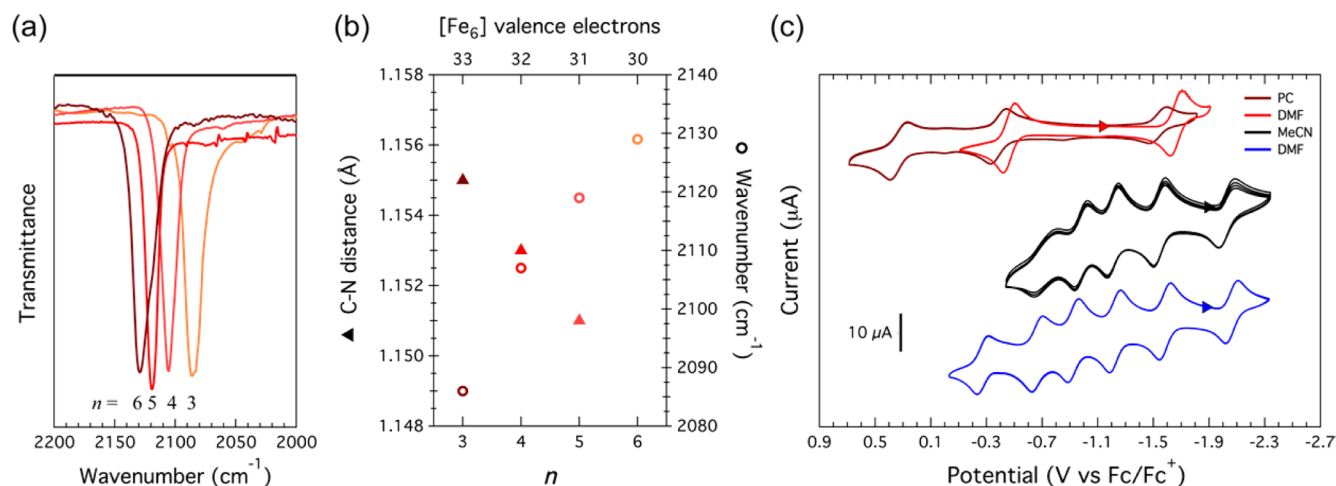 (a)
Transmittance
n = 6 5 4 3
2200 2150 2100 2050 2000
Wavenumber (cm-1)
(b)
[Fe6] valence electrons
33 32 31 30
▲ C-N distance (Å)
1.158
1.156
1.154
1.152
1.150
1.148
2140
2130
2120
2110
2100
2090
2080
Wavenumber (cm-1)
3 4 5 6
n
(c)
Current (µA)
PC
DMF
MeCN
DMF
10 µA
0.9 0.5 0.1 -0.3 -0.7 -1.1 -1.5 -1.9 -2.3 -2.7
Potential (V vs Fc/Fc+)